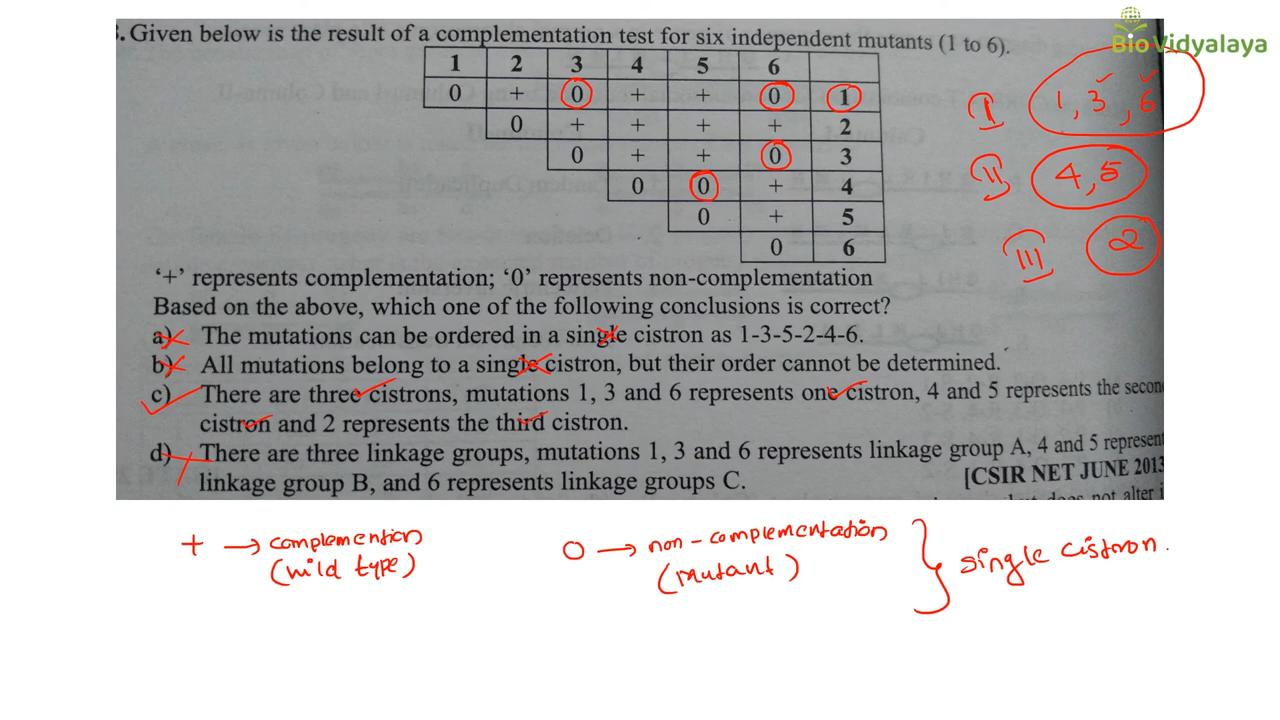 Bio Vidyalaya
3. Given below is the result of a complementation test for six independent mutants (1 to 6).
1 2 3 4 5 6
0 + 0 + + 0 1
0 + + + + 2
0 + + 0 3
0 0 + 4
0 + 5
0 6
I 1, 3, 6
II 4, 5
III 2
'+' represents complementation; '0' represents non-complementation
Based on the above, which one of the following conclusions is correct?
a) The mutations can be ordered in a single cistron as 1-3-5-2-4-6.
b) All mutations belong to a single cistron, but their order cannot be determined.
c) There are three cistrons, mutations 1, 3 and 6 represents one cistron, 4 and 5 represents the secon
cistron and 2 represents the third cistron.
d) There are three linkage groups, mutations 1, 3 and 6 represents linkage group A, 4 and 5 represent
linkage group B, and 6 represents linkage groups C.
[CSIR NET JUNE 2013
does not alter i
+ → complemention
(wild type)
0 → non-complementation
(mutant)
single cistron.